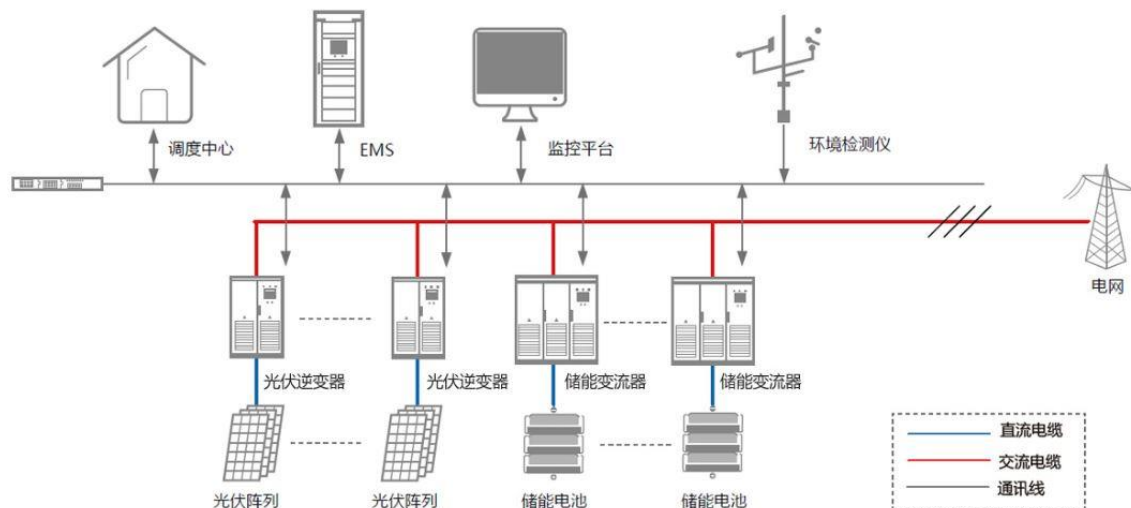 调度中心
EMS
监控平台
环境检测仪
电网
光伏逆变器
光伏逆变器
储能变流器
储能变流器
光伏阵列
光伏阵列
储能电池
储能电池
直流电缆
交流电缆
通讯线